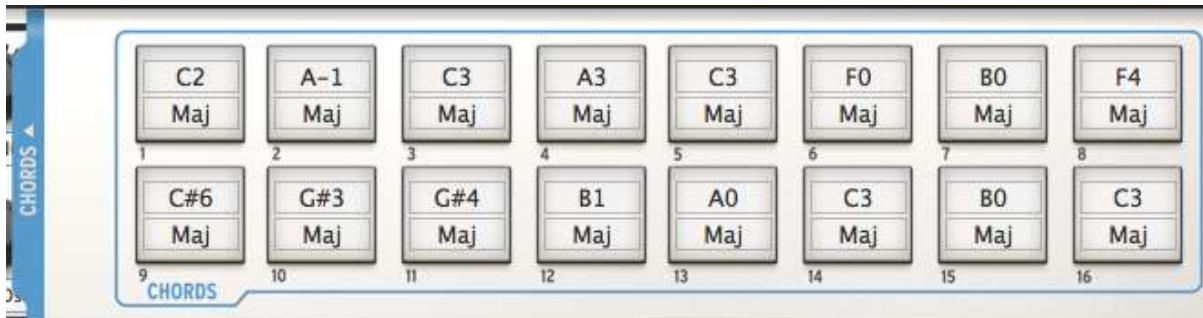 C2 A-1 C3 A3 C3 F0 B0 F4
Maj Maj Maj Maj Maj Maj Maj Maj
1 2 3 4 5 6 7 8
CHORDS
C#6 G#3 G#4 B1 A0 C3 B0 C3
Maj Maj Maj Maj Maj Maj Maj Maj
9 10 11 12 13 14 15 16
CHORDS